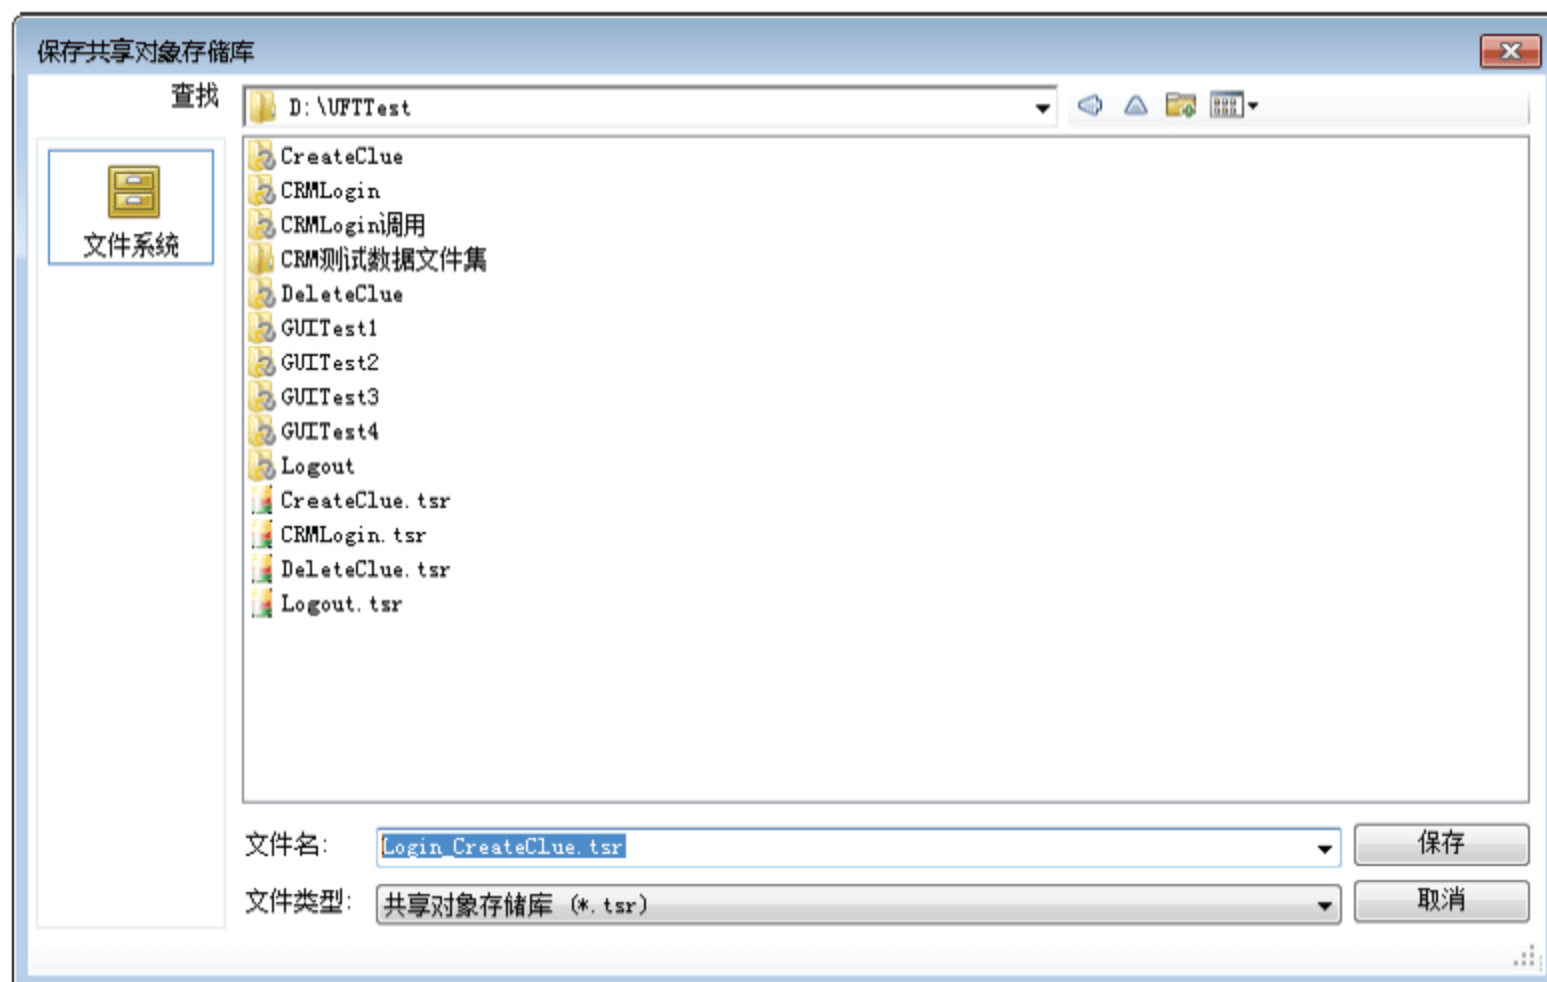 保存共享对象存储库
查找
D:\UFTTest
文件系统
CreateClue
CRMLogin
CRMLogin调用
CRM测试数据文件集
DeleteClue
GUITest1
GUITest2
GUITest3
GUITest4
Logout
CreateClue.tsr
CRMLogin.tsr
DeleteClue.tsr
Logout.tsr
文件名:
Login_CreateClue.tsr
保存
文件类型:
共享对象存储库 (*.tsr)
取消